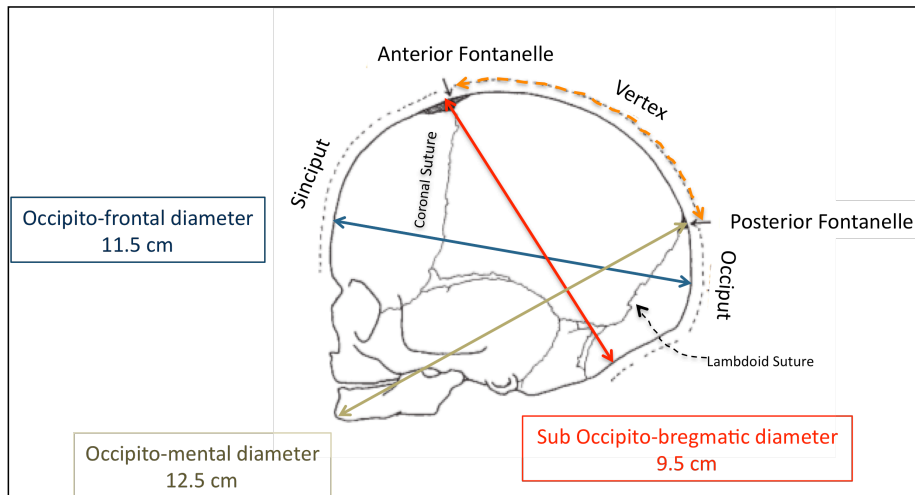 Anterior Fontanelle
Vertex
Sinciput
Coronal Suture
Occipito-frontal diameter
11.5 cm
Posterior Fontanelle
Occiput
Lambdoid Suture
Sub Occipito-bregmatic diameter
9.5 cm
Occipito-mental diameter
12.5 cm